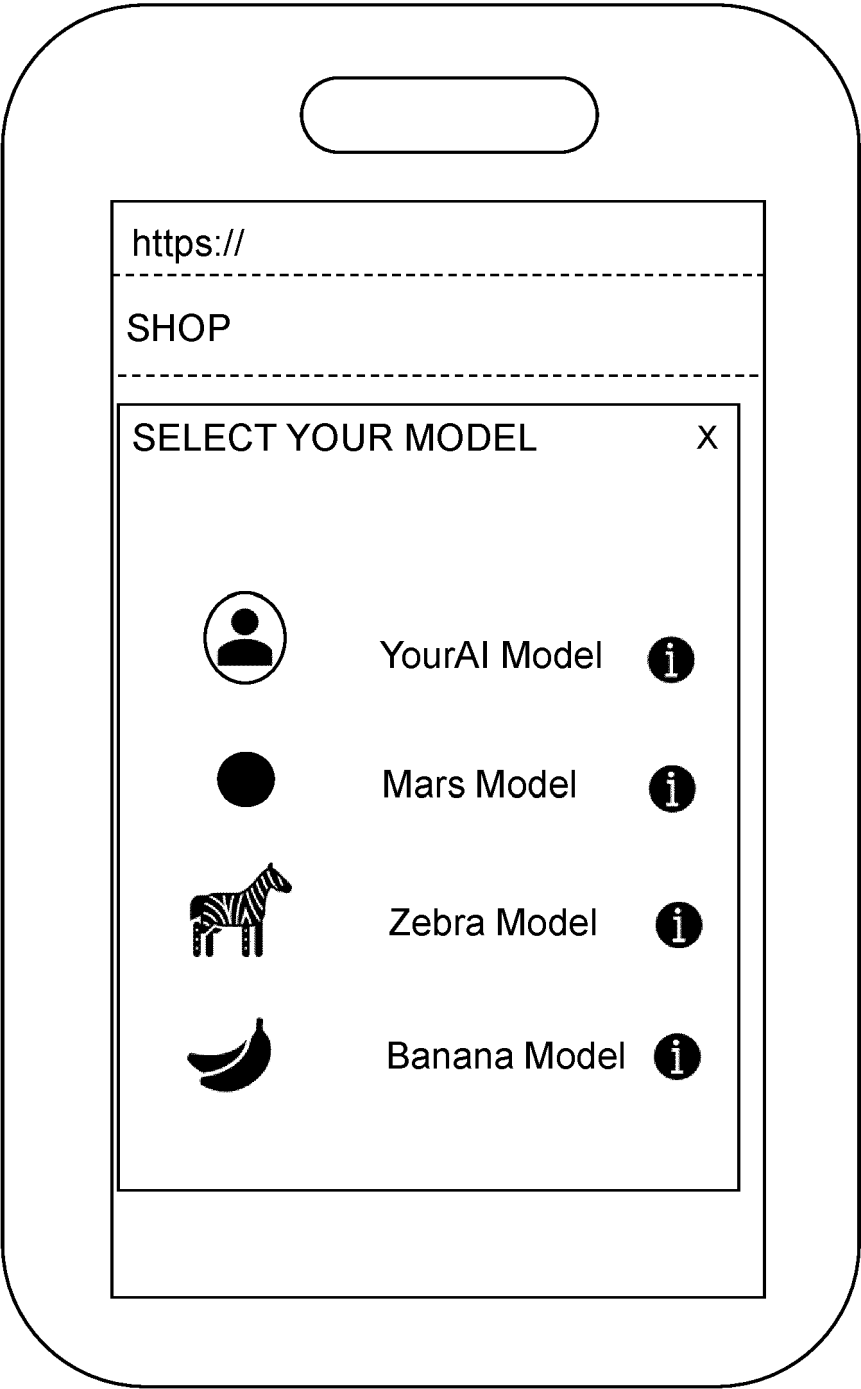 https://
SHOP
SELECT YOUR MODEL X
YourAI Model i
Mars Model i
Zebra Model i
Banana Model i